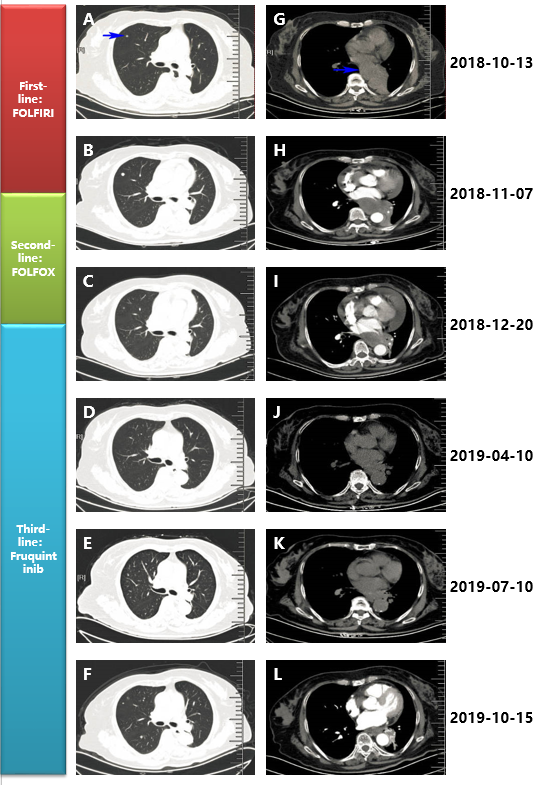 A
G
2018-10-13
First-
line:
FOLFIRI
[R]
B
H
2018-11-07
Second-
line:
FOLFOX
C
I
2018-12-20
D
J
2019-04-10
[R]
Third-
line:
Fruquint
inib
E
K
2019-07-10
[R]
F
L
2019-10-15